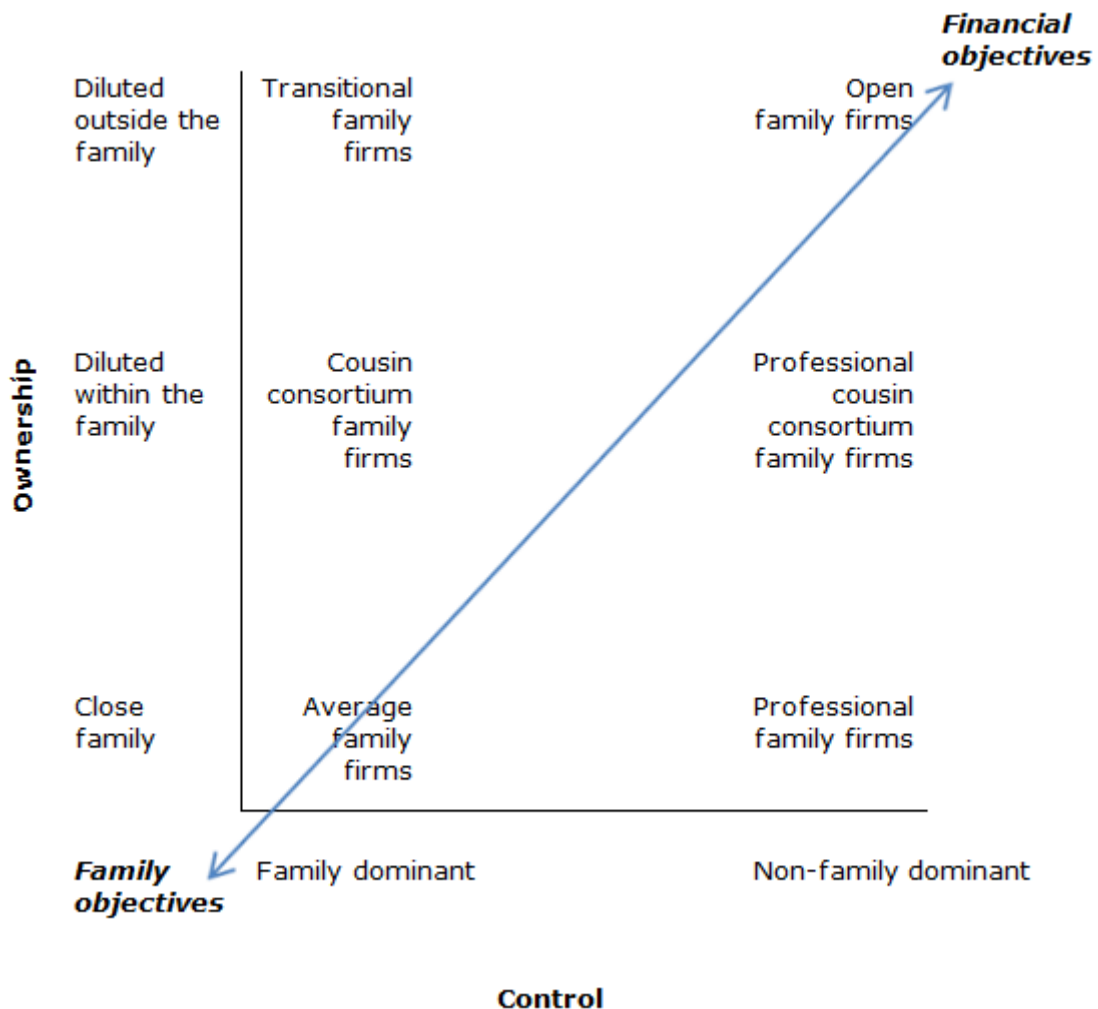 Financial
objectives
Diluted
outside the
family
Transitional
family
firms
Open
family firms
Ownership
Diluted
within the
family
Cousin
consortium
family
firms
Professional
cousin
consortium
family firms
Close
family
Average
family
firms
Professional
family firms
Family
objectives
Family dominant
Non-family dominant
Control